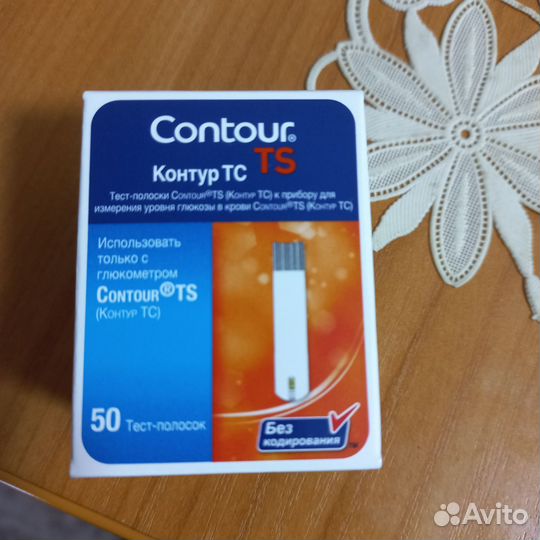 Contour®
TS
Контур ТС
Тест-полоски CONTOUR®TS (КОНТУР ТС) к прибору для
измерения уровня глюкозы в крови CONTOUR®TS (КОНТУР ТС)
Использовать
только с
глюкометром
CONTOUR®TS
(КОНТУР ТС)
50 Тест-полосок
Без
кодирования
TM
Avito